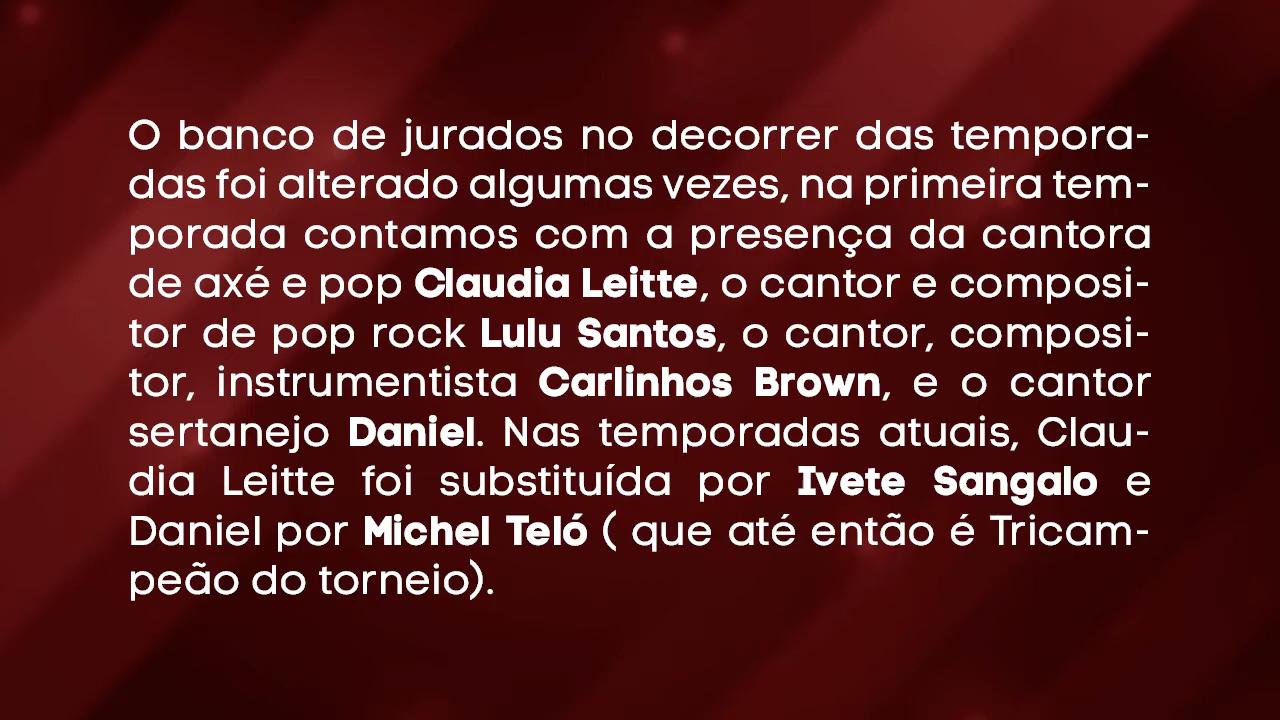 O banco de jurados no decorrer das tempora-
das foi alterado algumas vezes, na primeira tem-
porada contamos com a presença da cantora
de axé e pop Claudia Leitte, o cantor e composi-
tor de pop rock Lulu Santos, o cantor, composi-
tor, instrumentista Carlinhos Brown, e o cantor
sertanejo Daniel. Nas temporadas atuais, Clau-
dia Leitte foi substituída por Ivete Sangalo e
Daniel por Michel Teló ( que até então é Tricam-
peão do torneio).